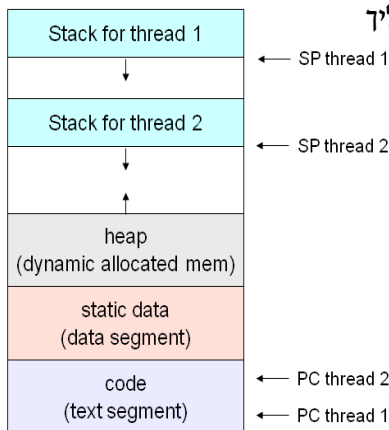 Stack for thread 1
SP thread 1
Stack for thread 2
SP thread 2
heap
(dynamic allocated mem)
static data
(data segment)
code
(text segment)
PC thread 2
PC thread 1